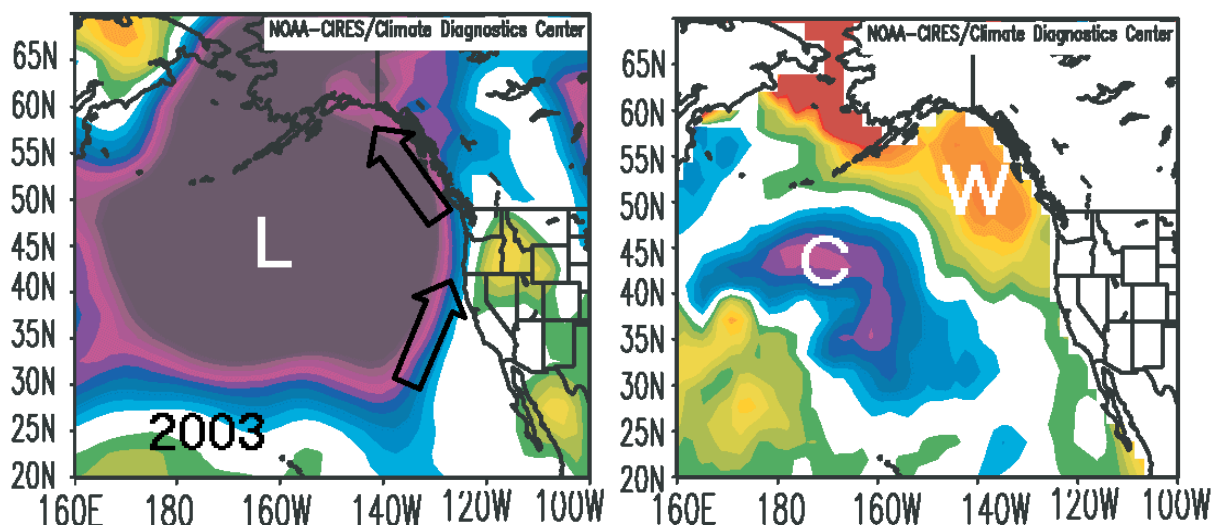 NOAA-CIRES/Climate Diagnostics Center
65N
60N
55N
50N
45N
40N
35N
30N
25N
20N
L
2003
160E 180 160W 140W 120W 100W
NOAA-CIRES/Climate Diagnostics Center
65N
60N
55N
50N
45N
40N
35N
30N
25N
20N
W
C
160E 180 160W 140W 120W 100W